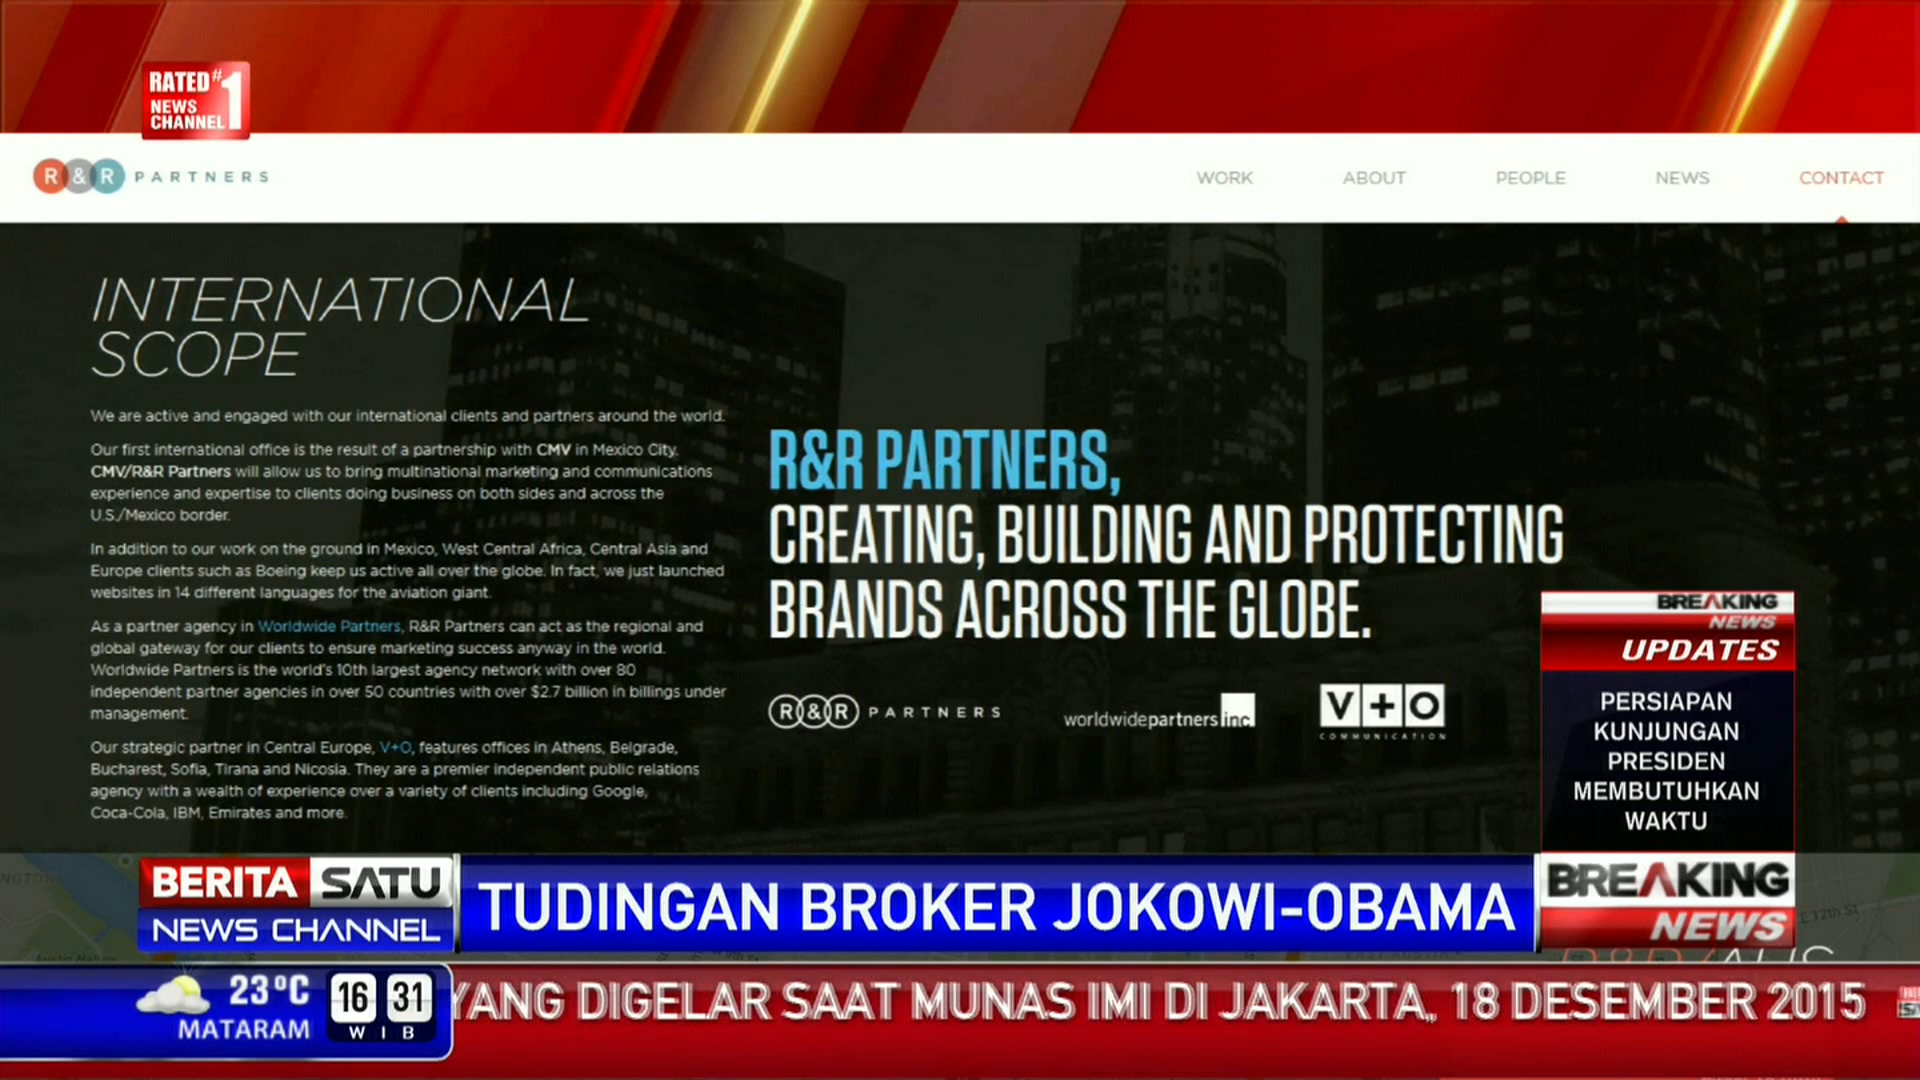 RATED #1
NEWS
CHANNEL
R&R PARTNERS
WORK
ABOUT
PEOPLE
NEWS
CONTACT
INTERNATIONAL
SCOPE
We are active and engaged with our international clients and partners around the world.
Our first international office is the result of a partnership with CMV in Mexico City.
CMV/R&R Partners will allow us to bring multinational marketing and communications
experience and expertise to clients doing business on both sides and across the
U.S./Mexico border.
In addition to our work on the ground in Mexico, West Central Africa, Central Asia and
Europe clients such as Boeing keep us active all over the globe. In fact, we just launched
websites in 14 different languages for the aviation giant.
As a partner agency in Worldwide Partners, R&R Partners can act as the regional and
global gateway for our clients to ensure marketing success anyway in the world.
Worldwide Partners is the world's 10th largest agency network with over 80
independent partner agencies in over 50 countries with over $2.7 billion in billings under
management.
Our strategic partner in Central Europe, V+O, features offices in Athens, Belgrade,
Bucharest, Sofia, Tirana and Nicosia. They are a premier independent public relations
agency with a wealth of experience over a variety of clients including Google,
Coca-Cola, IBM, Emirates and more.
R&R PARTNERS,
CREATING, BUILDING AND PROTECTING
BRANDS ACROSS THE GLOBE.
R&R PARTNERS
worldwidepartners inc.
V+O
COMMUNICATION
BREAKING
NEWS
UPDATES
PERSIAPAN
KUNJUNGAN
PRESIDEN
MEMBUTUHKAN
WAKTU
BERITA SATU
NEWS CHANNEL
TUDINGAN BROKER JOKOWI-OBAMA
BREAKING
NEWS
E 12th St
23°C
MATARAM
16 31
WIB
YANG DIGELAR SAAT MUNAS IMI DI JAKARTA, 18 DESEMBER 2015